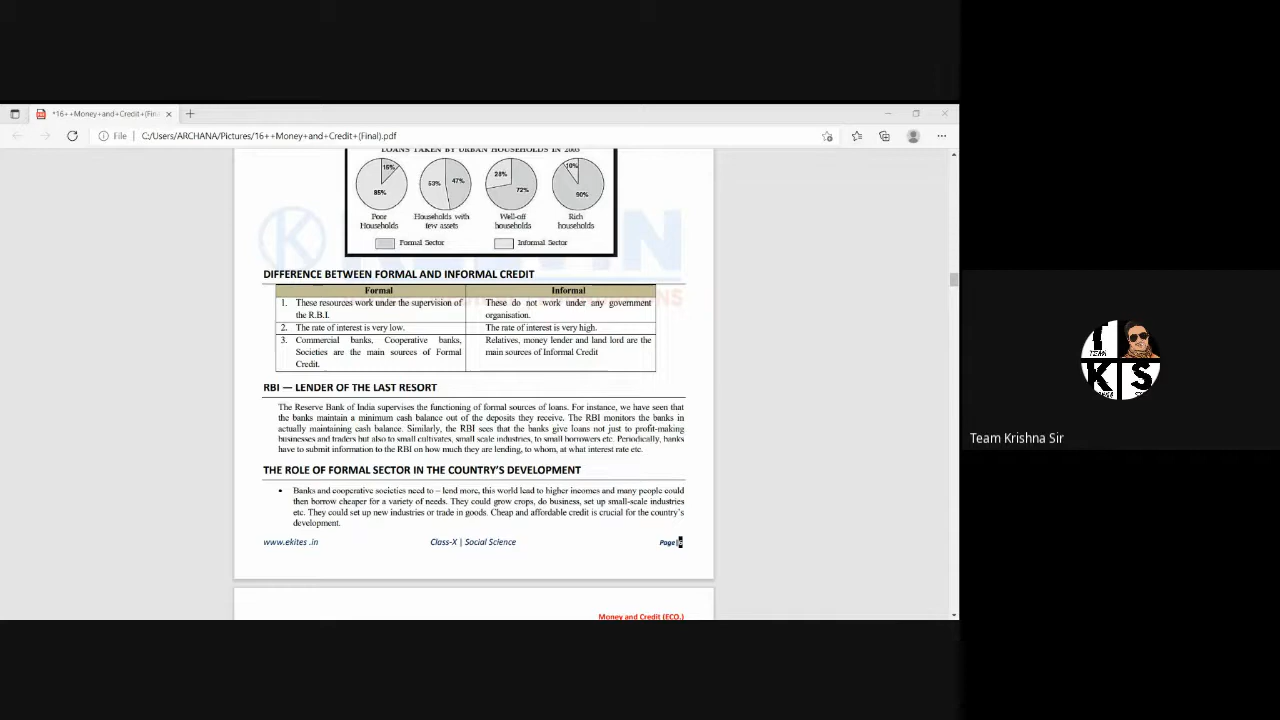 *16++Money+and+Credit+(Fin
File
C:/Users/ARCHANA/Pictures/16++Money+and+Credit+(Final).pdf
LOANS TAKEN BY URBAN HOUSEHOLDS IN 2003
85%
53% 47%
28% 72%
10% 90%
Poor Households
Households with few assets
Well-off households
Rich households
Formal Sector
Informal Sector
DIFFERENCE BETWEEN FORMAL AND INFORMAL CREDIT
Formal
Informal
1. These resources work under the supervision of
the R.B.I.
These do not work under any government
organisation.
2. The rate of interest is very low.
The rate of interest is very high.
3. Commercial banks, Cooperative banks,
Societies are the main sources of Formal
Credit.
Relatives, money lender and land lord are the
main sources of Informal Credit
RBI — LENDER OF THE LAST RESORT
The Reserve Bank of India supervises the functioning of formal sources of loans. For instance, we have seen that
the banks maintain a minimum cash balance out of the deposits they receive. The RBI monitors the banks in
actually maintaining cash balance. Similarly, the RBI sees that the banks give loans not just to profit-making
businesses and traders but also to small cultivates, small scale industries, to small borrowers etc. Periodically, banks
have to submit information to the RBI on how much they are lending, to whom, at what interest rate etc.
THE ROLE OF FORMAL SECTOR IN THE COUNTRY'S DEVELOPMENT
• Banks and cooperative societies need to – lend more, this world lead to higher incomes and many people could
then borrow cheaper for a variety of needs. They could grow crops, do business, set up small-scale industries
etc. They could set up new industries or trade in goods. Cheap and affordable credit is crucial for the country's
development.
www.ekites .in
Class-X | Social Science
Page
Money and Credit (ECO.)
TEAM
K S
Team Krishna Sir